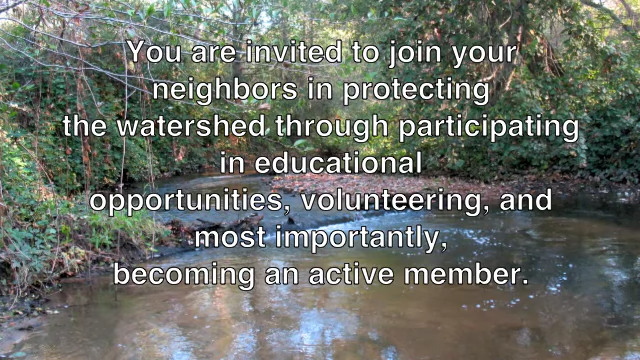 You are invited to join your
neighbors in protecting
the watershed through participating
in educational
opportunities, volunteering, and
most importantly,
becoming an active member.